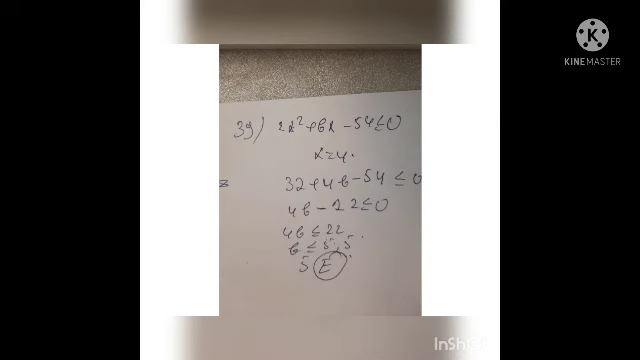 39) 2x² + bx - 54 ≤ 0
x = 4.
32 + 4b - 54 ≤ 0
4b - 22 ≤ 0
4b ≤ 22
b ≤ 5,5
5 E
KINEMASTER
InSh